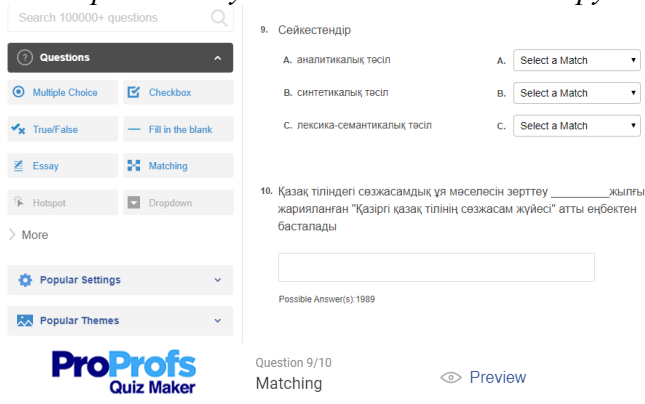 Search 100000+ questions
Questions
Multiple Choice
Checkbox
True/False
Fill in the blank
Essay
Matching
Hotspot
Dropdown
More
Popular Settings
Popular Themes
ProProfs
Quiz Maker
9. Сейкестендір
A. аналитикалық тәсіл
A. Select a Match
B. синтетикалық тәсіл
B. Select a Match
C. лексика-семантикалық тәсіл
C. Select a Match
10. Қазақ тіліндегі сөзжасамдық ұя мәселесін зерттеу _________жылғы
жарияланған "Қазіргі қазақ тілінің сөзжасам жүйесі" атты еңбектен
басталады
Possible Answer(s):1989
Question 9/10
Matching
Preview